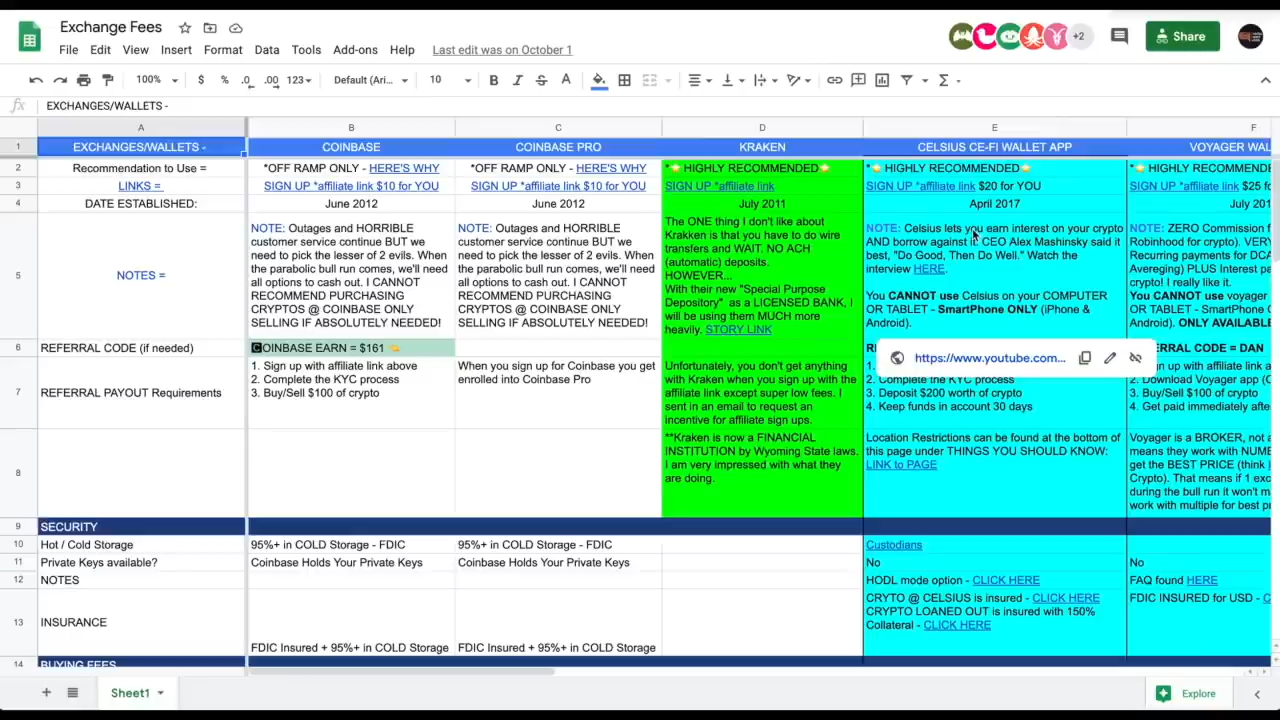 Exchange Fees
File Edit View Insert Format Data Tools Add-ons Help Last edit was on October 1
+2
Share
100% $ % .0 .00 123 Default (Ari... 10 B I S A
fx EXCHANGES/WALLETS -
A B C D E F
1 EXCHANGES/WALLETS - COINBASE COINBASE PRO KRAKEN CELSIUS CE-FI WALLET APP VOYAGER WAL
2 Recommendation to Use = *OFF RAMP ONLY - HERE'S WHY *OFF RAMP ONLY - HERE'S WHY *⭐HIGHLY RECOMMENDED⭐ *⭐HIGHLY RECOMMENDED⭐ *⭐HIGHLY RECOMMENDE
3 LINKS = SIGN UP *affiliate link $10 for YOU SIGN UP *affiliate link $10 for YOU SIGN UP *affiliate link SIGN UP *affiliate link $20 for YOU SIGN UP *affiliate link $25 fo
4 DATE ESTABLISHED: June 2012 June 2012 July 2011 April 2017 July 201
5 NOTES =
NOTE: Outages and HORRIBLE
customer service continue BUT we
need to pick the lesser of 2 evils. When
the parabolic bull run comes, we'll need
all options to cash out. I CANNOT
RECOMMEND PURCHASING
CRYPTOS @ COINBASE ONLY
SELLING IF ABSOLUTELY NEEDED!
NOTE: Outages and HORRIBLE
customer service continue BUT we
need to pick the lesser of 2 evils. When
the parabolic bull run comes, we'll need
all options to cash out. I CANNOT
RECOMMEND PURCHASING
CRYPTOS @ COINBASE ONLY
SELLING IF ABSOLUTELY NEEDED!
The ONE thing I don't like about
Krakken is that you have to do wire
transfers and WAIT. NO ACH
(automatic) deposits.
HOWEVER...
With their new "Special Purpose
Depository" as a LICENSED BANK, I
will be using them MUCH more
heavily. STORY LINK
NOTE: Celsius lets you earn interest on your crypto
AND borrow against it. CEO Alex Mashinsky said it
best, "Do Good, Then Do Well." Watch the
interview HERE.
You CANNOT use Celsius on your COMPUTER
OR TABLET - SmartPhone ONLY (iPhone &
Android).
NOTE: ZERO Commission f
Robinhood for crypto). VERY
Recurring payments for DCA
Avereging) PLUS Interest pa
crypto! I really like it.
You CANNOT use voyager
OR TABLET - SmartPhone
Android). ONLY AVAILABLE
6 REFERRAL CODE (if needed) COINBASE EARN = $161 ERRAL CODE = DAN
https://www.youtube.com...
7 REFERRAL PAYOUT Requirements
1. Sign up with affiliate link above
2. Complete the KYC process
3. Buy/Sell $100 of crypto
When you sign up for Coinbase you get
enrolled into Coinbase Pro
Unfortunately, you don't get anything
with Kraken when you sign up with the
affiliate link except super low fees. I
sent in an email to request an
incentive for affiliate sign ups.
1.
2. Complete the KYC process
3. Deposit $200 worth of crypto
4. Keep funds in account 30 days
gn up with affiliate link a
2. Download Voyager app (C
3. Buy/Sell $100 of crypto
4. Get paid immediately afte
8
**Kraken is now a FINANCIAL
INSTITUTION by Wyoming State laws.
I am very impressed with what they
are doing.
Location Restrictions can be found at the bottom of
this page under THINGS YOU SHOULD KNOW:
LINK to PAGE
Voyager is a BROKER, not a
means they work with NUME
get the BEST PRICE (think
Crypto). That means if 1 exc
during the bull run it won't m
work with multiple for best pr
9 SECURITY
10 Hot / Cold Storage 95%+ in COLD Storage - FDIC 95%+ in COLD Storage - FDIC Custodians
11 Private Keys available? Coinbase Holds Your Private Keys Coinbase Holds Your Private Keys No No
12 NOTES HODL mode option - CLICK HERE FAQ found HERE
13 INSURANCE FDIC Insured + 95%+ in COLD Storage FDIC Insured + 95%+ in COLD Storage
CRYTO @ CELSIUS is insured - CLICK HERE
CRYPTO LOANED OUT is insured with 150%
Collateral - CLICK HERE
FDIC INSURED for USD - C
14 BUYING FEES
Sheet1
Explore